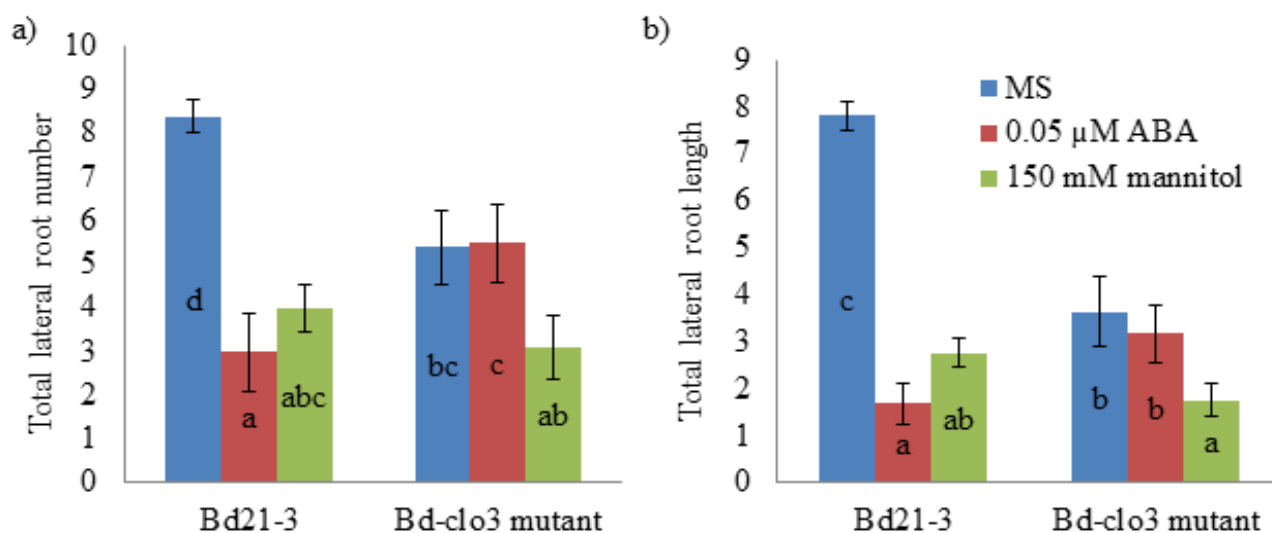 a)
Total lateral root number
10
9
8
7
6
5
4
3
2
1
0
d
a
abc
bc
c
ab
Bd21-3
Bd-clo3 mutant
b)
Total lateral root length
9
8
7
6
5
4
3
2
1
0
MS
0.05 µM ABA
150 mM mannitol
c
a
ab
b
b
a
Bd21-3
Bd-clo3 mutant